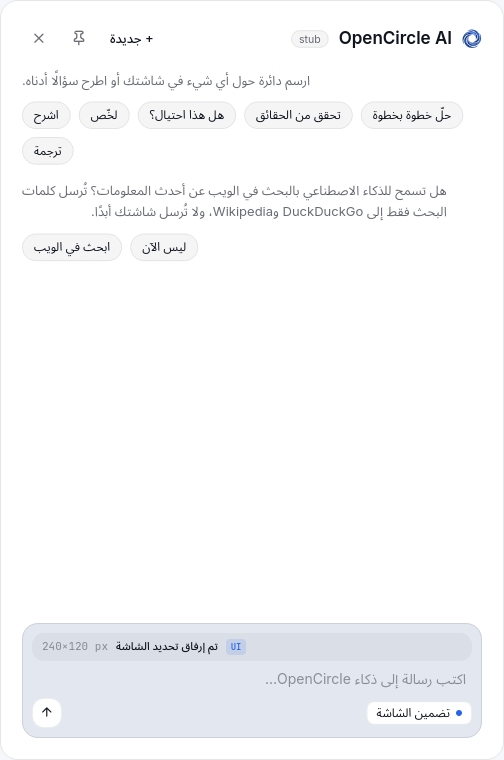 OpenCircle AI stub + جديدة
ارسم دائرة حول أي شيء في شاشتك أو اطرح سؤالًا أدناه.
حلّ خطوة بخطوة تحقق من الحقائق هل هذا احتيال؟ لخّص اشرح
ترجمة
هل تسمح للذكاء الاصطناعي بالبحث في الويب عن أحدث المعلومات؟ تُرسل كلمات
البحث فقط إلى DuckDuckGo وWikipedia، ولا تُرسل شاشتك أبدًا.
ليس الآن ابحث في الويب
UI تم إرفاق تحديد الشاشة 240×120 px
اكتب رسالة إلى ذكاء OpenCircle...
تضمين الشاشة